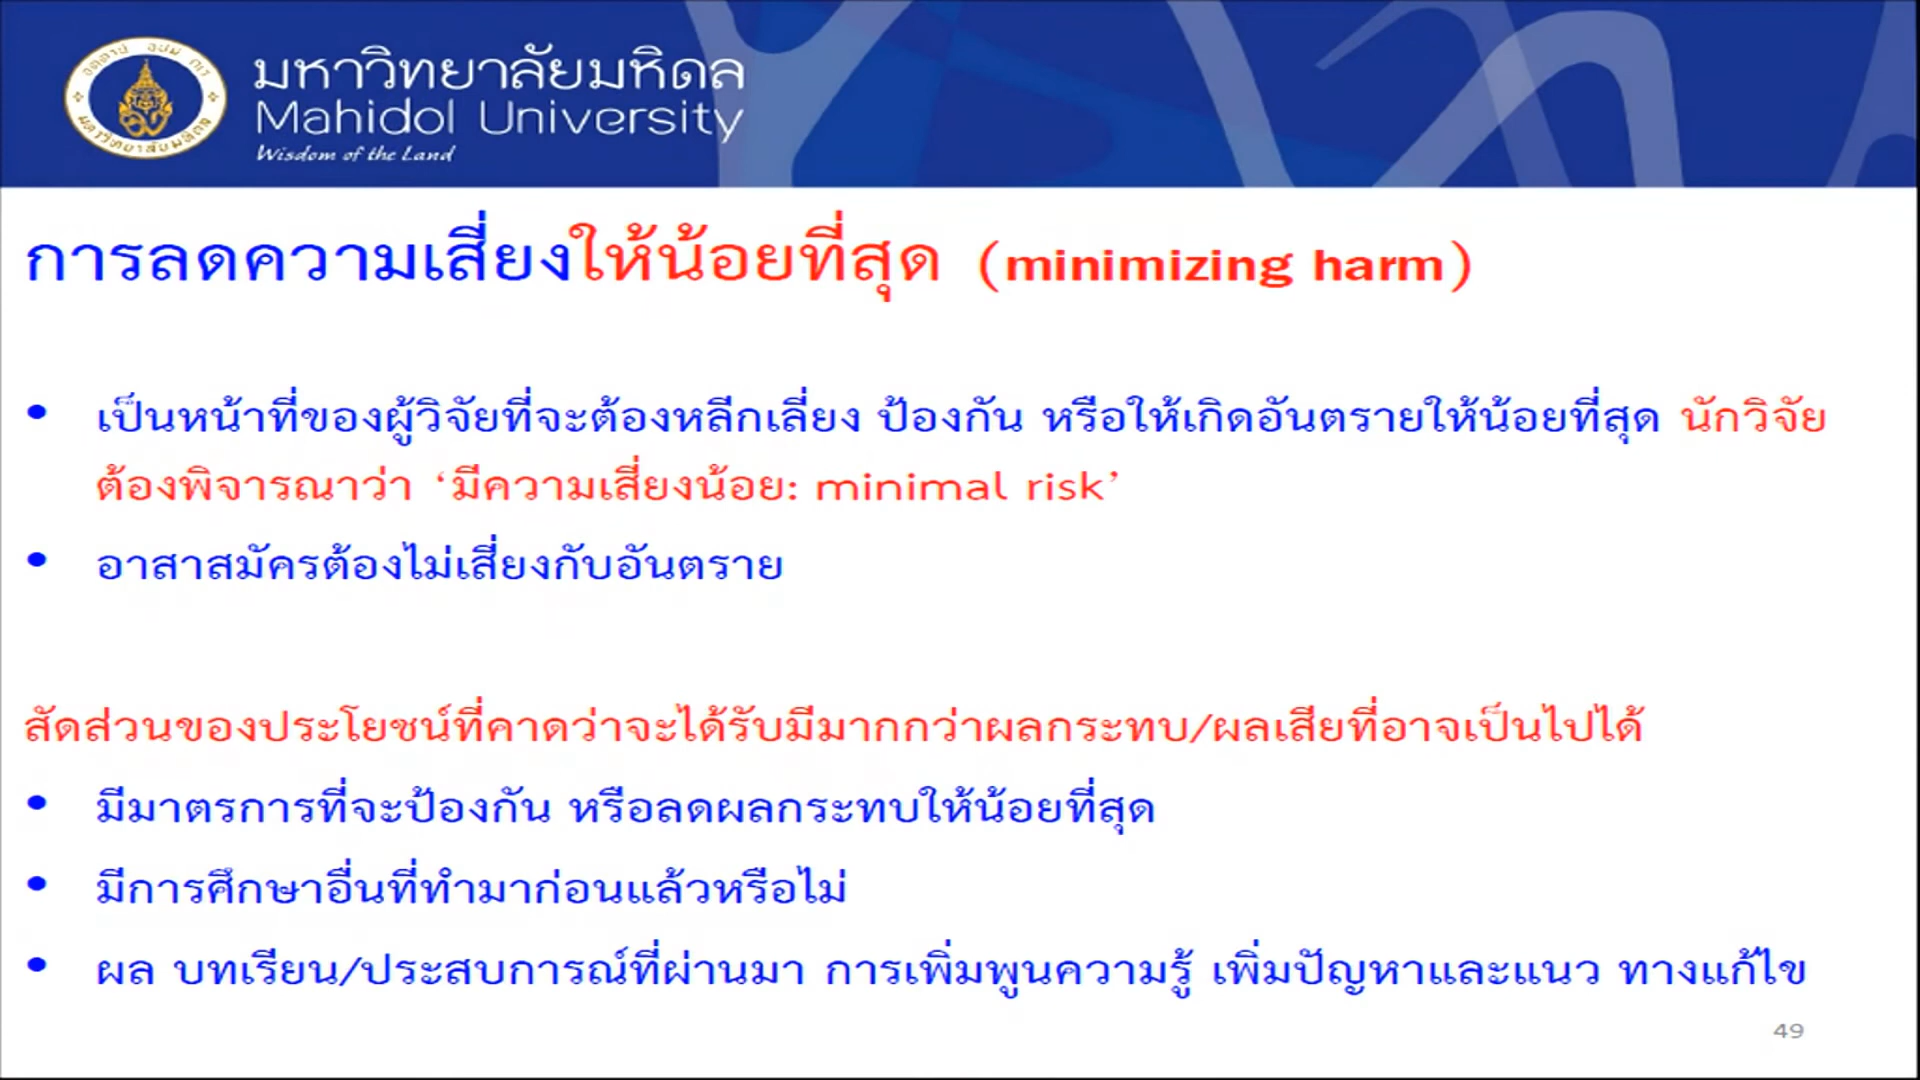 มหาวิทยาลัยมหิดล
Mahidol University
Wisdom of the Land
การลดความเสี่ยงให้น้อยที่สุด (minimizing harm)
• เป็นหน้าที่ของผู้วิจัยที่จะต้องหลีกเลี่ยง ป้องกัน หรือให้เกิดอันตรายให้น้อยที่สุด นักวิจัย
ต้องพิจารณาว่า ‘มีความเสี่ยงน้อย: minimal risk’
• อาสาสมัครต้องไม่เสี่ยงกับอันตราย
สัดส่วนของประโยชน์ที่คาดว่าจะได้รับมีมากกว่าผลกระทบ/ผลเสียที่อาจเป็นไปได้
• มีมาตรการที่จะป้องกัน หรือลดผลกระทบให้น้อยที่สุด
• มีการศึกษาอื่นที่ทำมาก่อนแล้วหรือไม่
• ผล บทเรียน/ประสบการณ์ที่ผ่านมา การเพิ่มพูนความรู้ เพิ่มปัญหาและแนว ทางแก้ไข
49